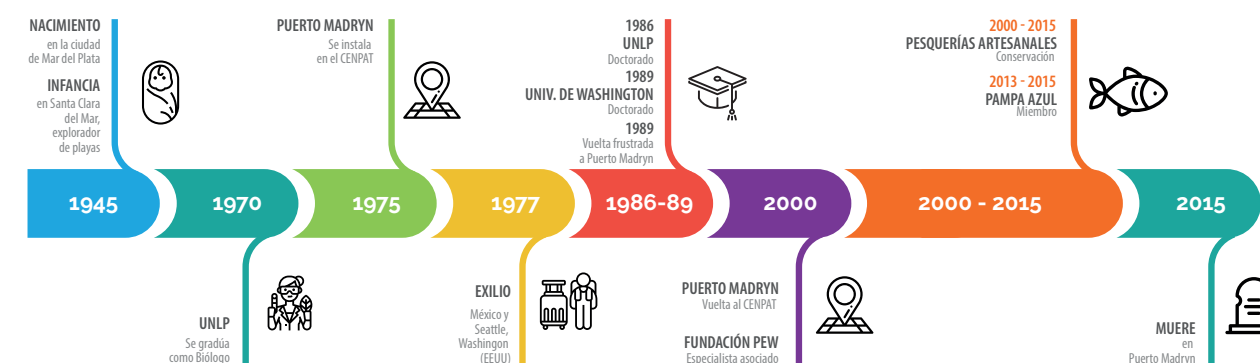 NACIMIENTO
en la ciudad
de Mar del Plata
INFANCIA
en Santa Clara
del Mar,
explorador
de playas
PUERTO MADRYN
Se instala
en el CENPAT
1986
UNLP
Doctorado
1989
UNIV. DE WASHINGTON
Doctorado
1989
Vuelta frustrada
a Puerto Madryn
2000 - 2015
PESQUERÍAS ARTESANALES
Conservación
2013 - 2015
PAMPA AZUL
Miembro
1945
1970
1975
1977
1986-89
2000
2000 - 2015
2015
UNLP
Se gradúa
como Biólogo
EXILIO
México y
Seattle,
Washingon
(EEUU)
PUERTO MADRYN
Vuelta al CENPAT
FUNDACIÓN PEW
Especialista asociado
MUERE
en
Puerto Madryn